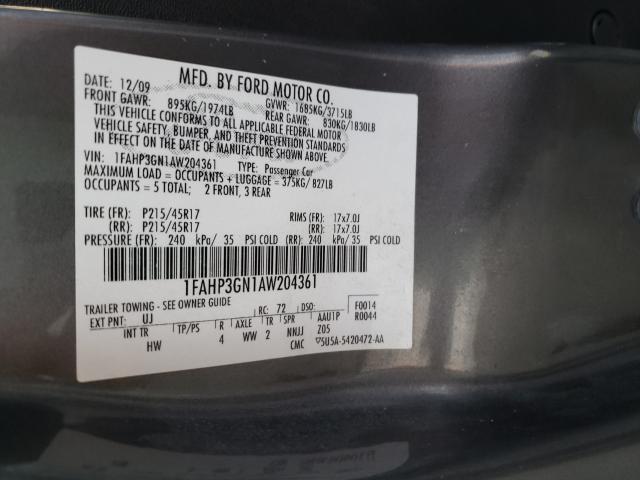 MFD. BY FORD MOTOR CO.
DATE: 12/09 GVWR: 1685KG/3715LB
FRONT GAWR: 895KG/1974LB REAR GAWR: 830KG/1830LB
THIS VEHICLE CONFORMS TO ALL APPLICABLE FEDERAL MOTOR
VEHICLE SAFETY, BUMPER, AND THEFT PREVENTION STANDARDS
IN EFFECT ON THE DATE OF MANUFACTURE SHOWN ABOVE.
VIN: 1FAHP3GN1AW204361 TYPE: Passenger Car
MAXIMUM LOAD = OCCUPANTS + LUGGAGE = 375KG/ 827LB
OCCUPANTS = 5 TOTAL; 2 FRONT, 3 REAR
TIRE (FR): P215/45R17 RIMS (FR): 17x7.0J
(RR): P215/45R17 (RR): 17x7.0J
PRESSURE (FR): 240 kPa/ 35 PSI COLD (RR): 240 kPa/ 35 PSI COLD
1FAHP3GN1AW204361
TRAILER TOWING - SEE OWNER GUIDE RC: 72 DSO: F0014
EXT PNT: UJ R0044
INT TR TP/PS R AXLE TR SPR AAU1P
HW 4 WW 2 NNJJ Z05
CMC 5U5A-5420472-AA